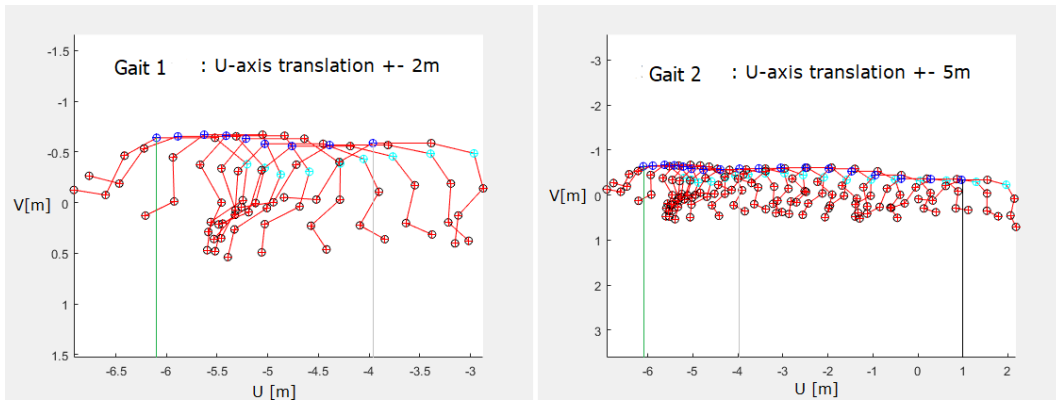 Gait 1 : U-axis translation +- 2m
-1.5
-1
-0.5
V[m] 0
0.5
1
1.5
-6.5 -6 -5.5 -5 -4.5 -4 -3.5 -3
U [m]
Gait 2 : U-axis translation +- 5m
-3
-2
-1
V[m] 0
1
2
3
-6 -5 -4 -3 -2 -1 0 1 2
U [m]